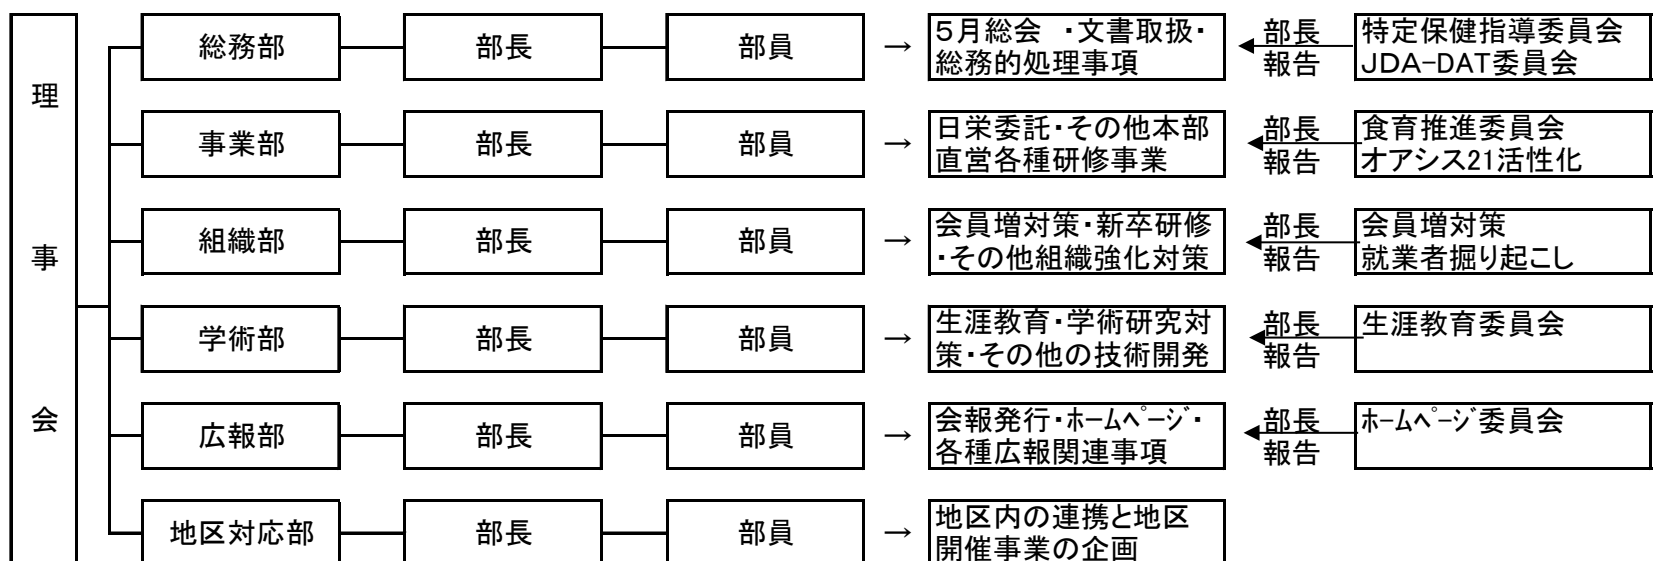 理
事
会
総務部
部長
部員
→
５月総会　・文書取扱・
総務的処理事項
部長
報告
特定保健指導委員会
JDA-DAT委員会
事業部
部長
部員
→
日栄委託・その他本部
直営各種研修事業
部長
報告
食育推進委員会
オアシス21活性化
組織部
部長
部員
→
会員増対策・新卒研修
・その他組織強化対策
部長
報告
会員増対策
就業者掘り起こし
学術部
部長
部員
→
生涯教育・学術研究対
策・その他の技術開発
部長
報告
生涯教育委員会
広報部
部長
部員
→
会報発行・ﾎｰﾑﾍﾟｰｼﾞ・
各種広報関連事項
部長
報告
ﾎｰﾑﾍﾟｰｼﾞ委員会
地区対応部
部長
部員
→
地区内の連携と地区
開催事業の企画